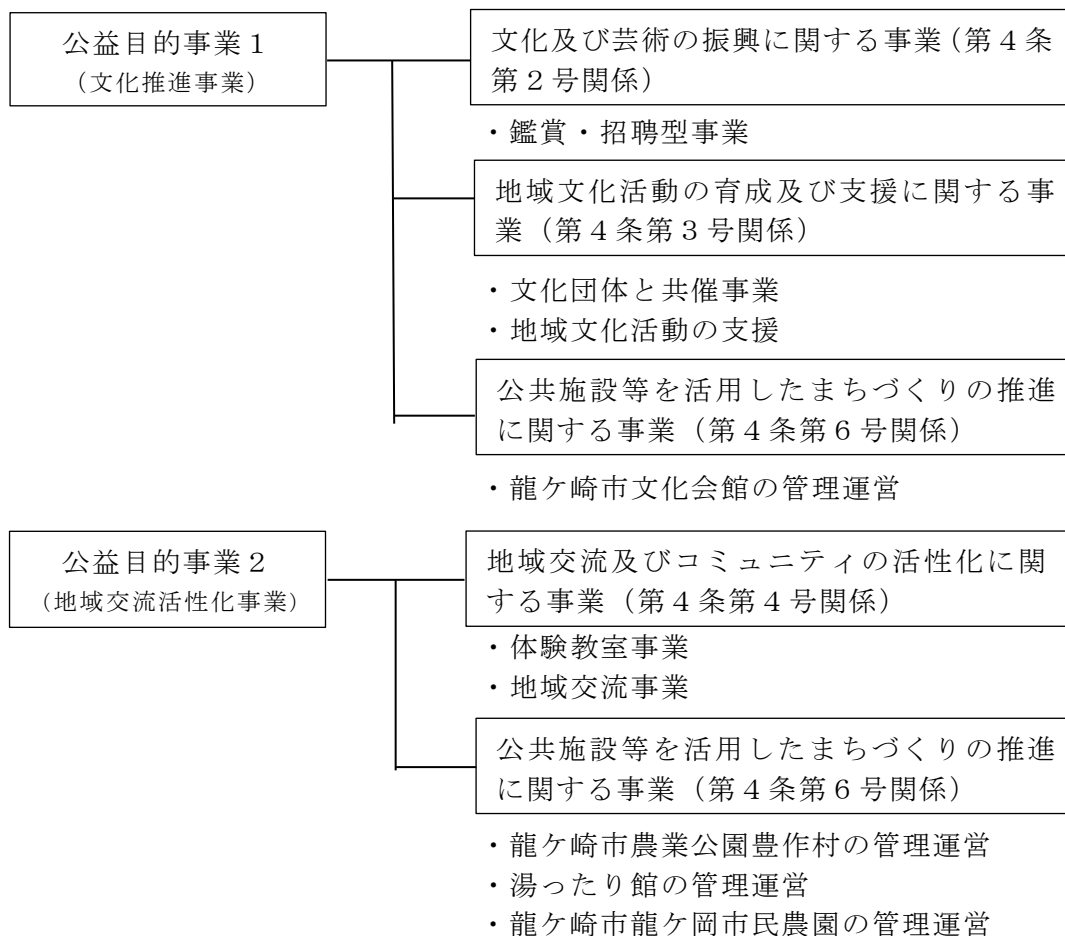 公益目的事業１
（文化推進事業）
文化及び芸術の振興に関する事業（第４条
第２号関係）
・鑑賞・招聘型事業
地域文化活動の育成及び支援に関する事
業（第４条第３号関係）
・文化団体と共催事業
・地域文化活動の支援
公共施設等を活用したまちづくりの推進
に関する事業（第４条第６号関係）
・龍ケ崎市文化会館の管理運営
公益目的事業２
（地域交流活性化事業）
地域交流及びコミュニティの活性化に関
する事業（第４条第４号関係）
・体験教室事業
・地域交流事業
公共施設等を活用したまちづくりの推進
に関する事業（第４条第６号関係）
・龍ケ崎市農業公園豊作村の管理運営
・湯ったり館の管理運営
・龍ケ崎市龍ケ岡市民農園の管理運営